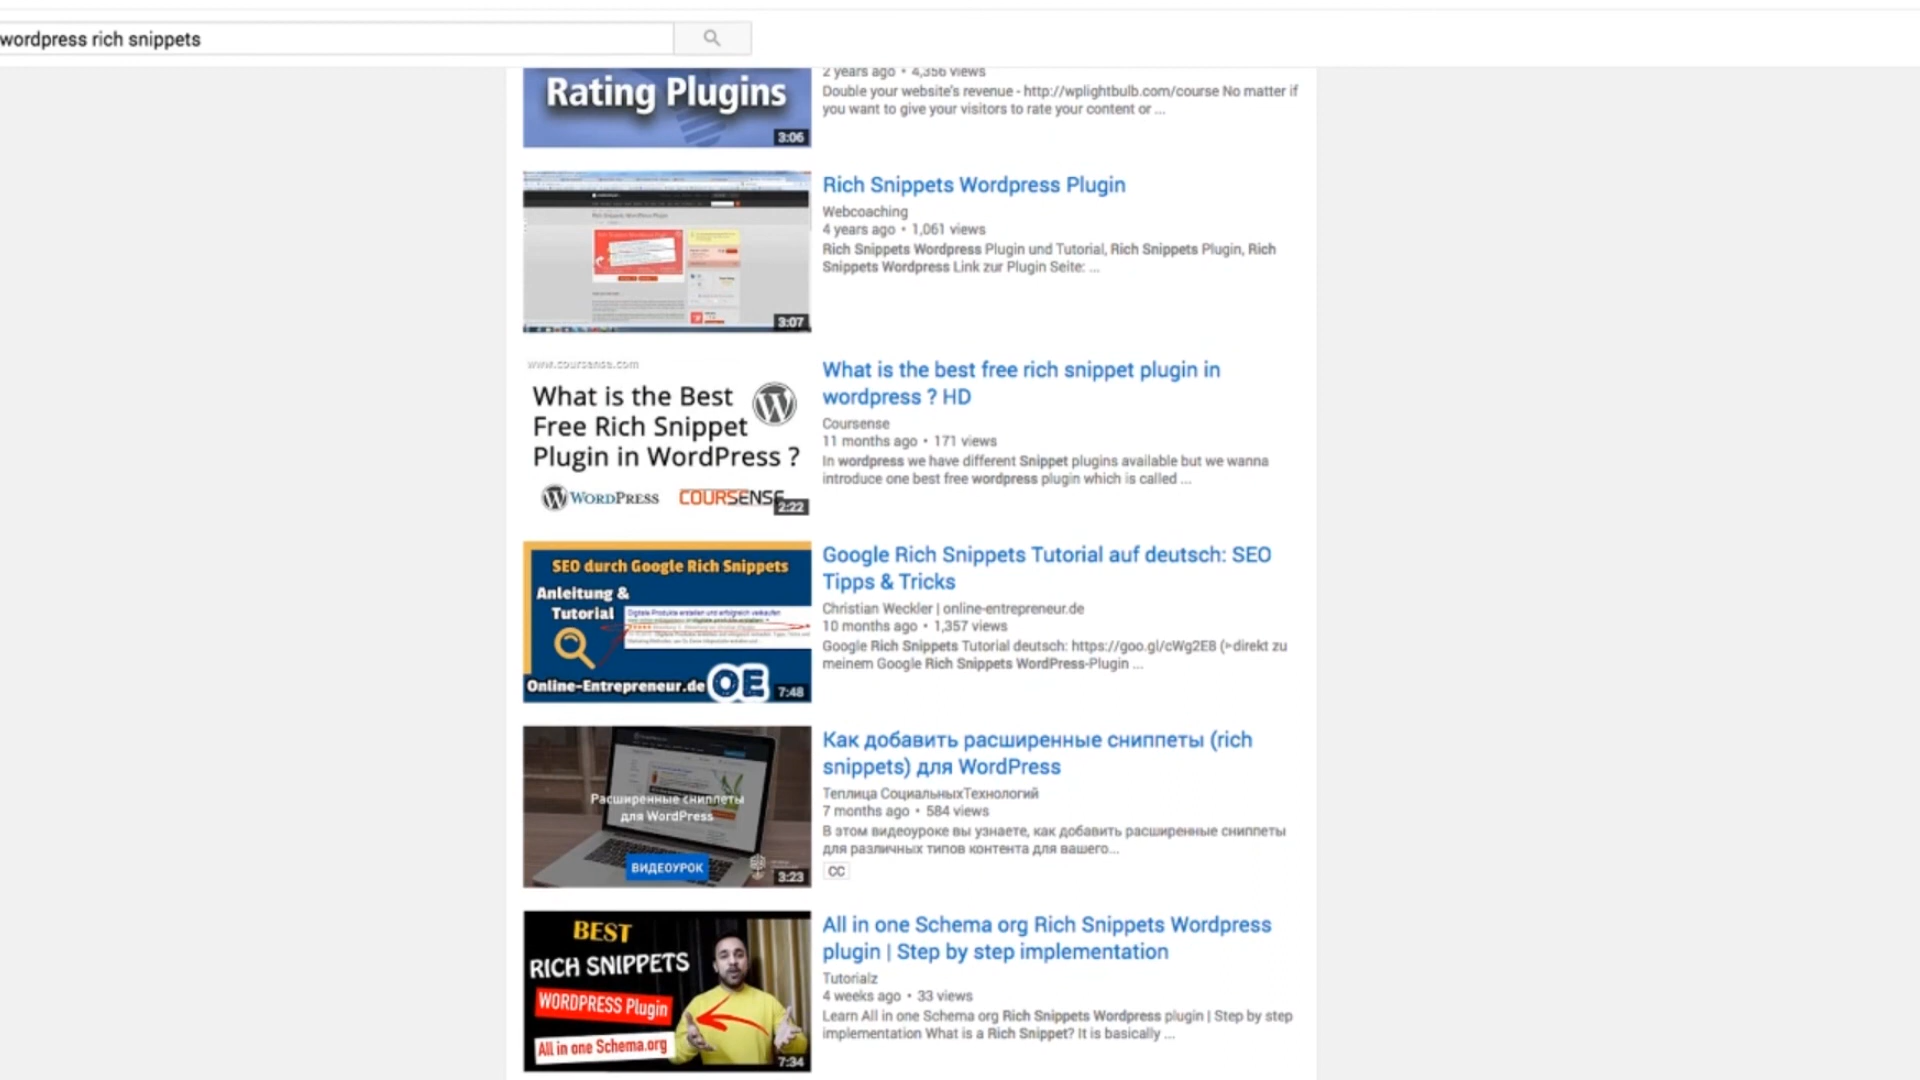 wordpress rich snippets
Rating Plugins
3:06
2 years ago • 4,356 views
Double your website's revenue - http://wplightbulb.com/course No matter if
you want to give your visitors to rate your content or ...
3:07
Rich Snippets Wordpress Plugin
Webcoaching
4 years ago • 1,061 views
Rich Snippets Wordpress Plugin und Tutorial, Rich Snippets Plugin, Rich
Snippets Wordpress Link zur Plugin Seite: ...
www.coursense.com
What is the Best
Free Rich Snippet
Plugin in WordPress ?
WORDPRESS COURSENSE
2:22
What is the best free rich snippet plugin in
wordpress ? HD
Coursense
11 months ago • 171 views
In wordpress we have different Snippet plugins available but we wanna
introduce one best free wordpress plugin which is called ...
SEO durch Google Rich Snippets
Anleitung &
Tutorial
Digitale Produkte erstellen und erfolgreich verkaufen
Online-Entrepreneur.de OE
7:48
Google Rich Snippets Tutorial auf deutsch: SEO
Tipps & Tricks
Christian Weckler | online-entrepreneur.de
10 months ago • 1,357 views
Google Rich Snippets Tutorial deutsch: https://goo.gl/cWg2E8 (▻direkt zu
meinem Google Rich Snippets WordPress-Plugin ...
Расширенные сниппеты
для WordPress
ВИДЕОУРОК
3:23
Как добавить расширенные сниппеты (rich
snippets) для WordPress
Теплица СоциальныхТехнологий
7 months ago • 584 views
В этом видеоуроке вы узнаете, как добавить расширенные сниппеты
для различных типов контента для вашего...
CC
BEST
RICH SNIPPETS
WORDPRESS Plugin
All in one Schema.org
7:34
All in one Schema org Rich Snippets Wordpress
plugin | Step by step implementation
Tutorialz
4 weeks ago • 33 views
Learn All in one Schema org Rich Snippets Wordpress plugin | Step by step
implementation What is a Rich Snippet? It is basically ...